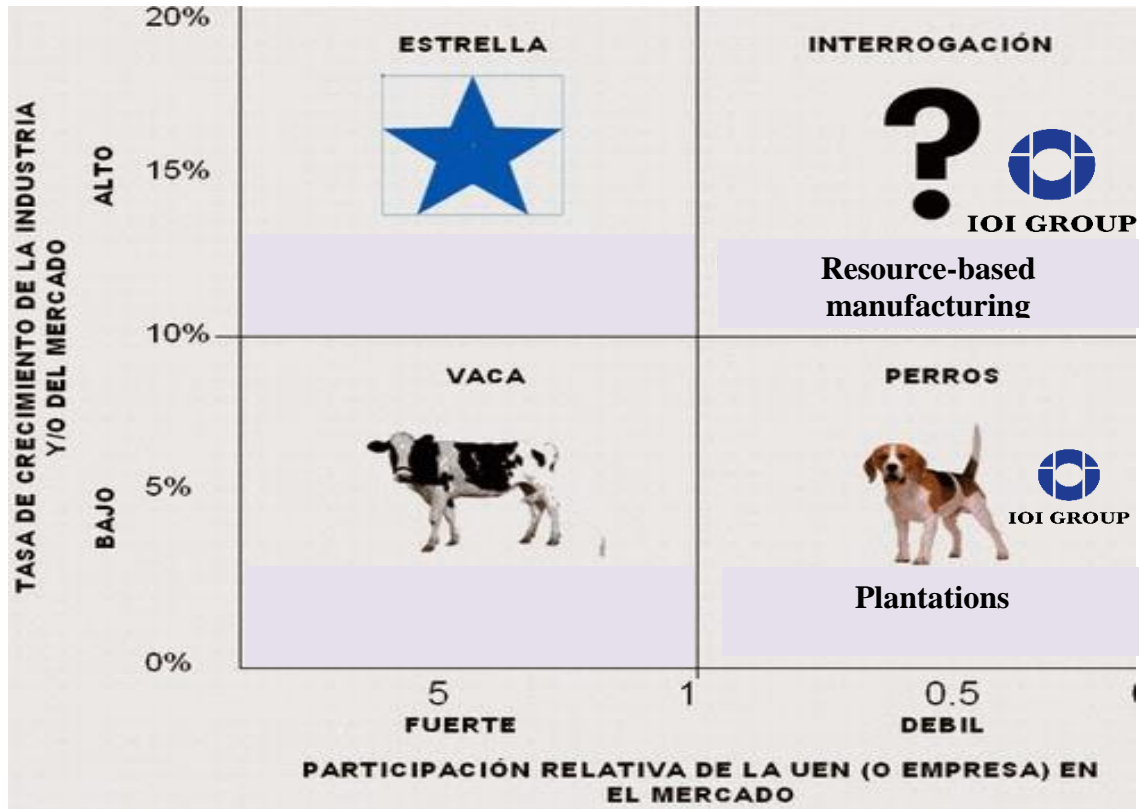 20%
ESTRELLA
INTERROGACIÓN
?
15%
IOI GROUP
Resource-based
manufacturing
10%
TASA DE CRECIMIENTO DE LA INDUSTRIA
Y/O DEL MERCADO
ALTO
BAJO
VACA
PERROS
5%
IOI GROUP
Plantations
0%
5
1
0.5
FUERTE
DEBIL
PARTICIPACIÓN RELATIVA DE LA UEN (O EMPRESA) EN
EL MERCADO